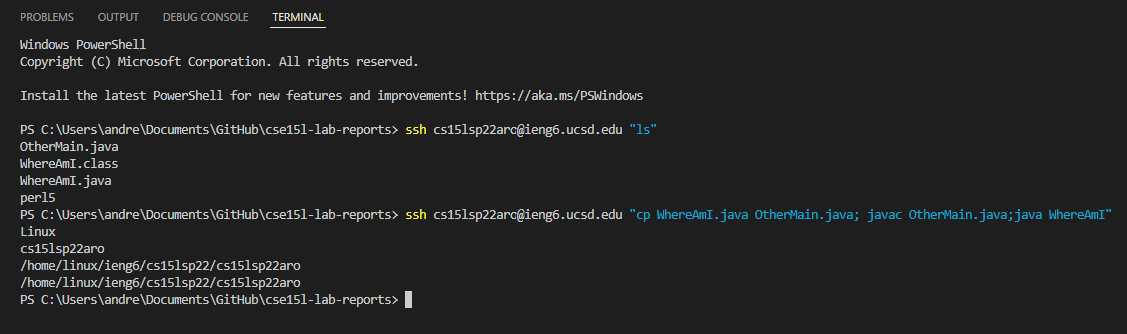 PROBLEMS OUTPUT DEBUG CONSOLE TERMINAL
Windows PowerShell
Copyright (C) Microsoft Corporation. All rights reserved.
Install the latest PowerShell for new features and improvements! https://aka.ms/PSWindows
PS C:\Users\andre\Documents\GitHub\cse15l-lab-reports> ssh cs15lsp22aro@ieng6.ucsd.edu "ls"
OtherMain.java
WhereAmI.class
WhereAmI.java
perl5
PS C:\Users\andre\Documents\GitHub\cse15l-lab-reports> ssh cs15lsp22aro@ieng6.ucsd.edu "cp WhereAmI.java OtherMain.java; javac OtherMain.java;java WhereAmI"
Linux
cs15lsp22aro
/home/linux/ieng6/cs15lsp22/cs15lsp22aro
/home/linux/ieng6/cs15lsp22/cs15lsp22aro
PS C:\Users\andre\Documents\GitHub\cse15l-lab-reports>